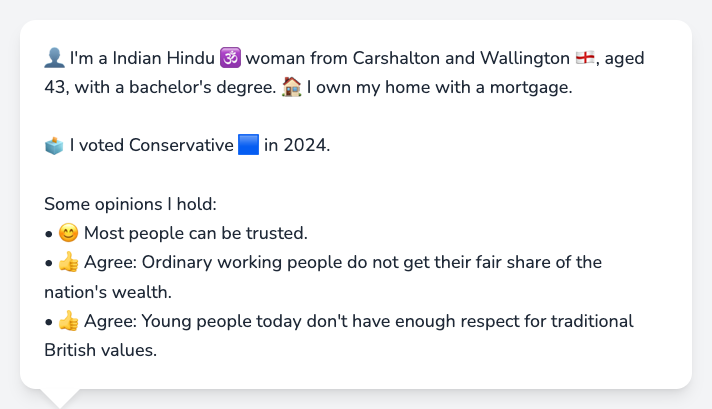 👤 I'm a Indian Hindu 🕉️ woman from Carshalton and Wallington 🏴󠁧󠁢󠁥󠁮󠁧󠁿, aged
43, with a bachelor's degree. 🏠 I own my home with a mortgage.
🗳️ I voted Conservative 🟦 in 2024.
Some opinions I hold:
• 😊 Most people can be trusted.
• 👍 Agree: Ordinary working people do not get their fair share of the
nation's wealth.
• 👍 Agree: Young people today don't have enough respect for traditional
British values.